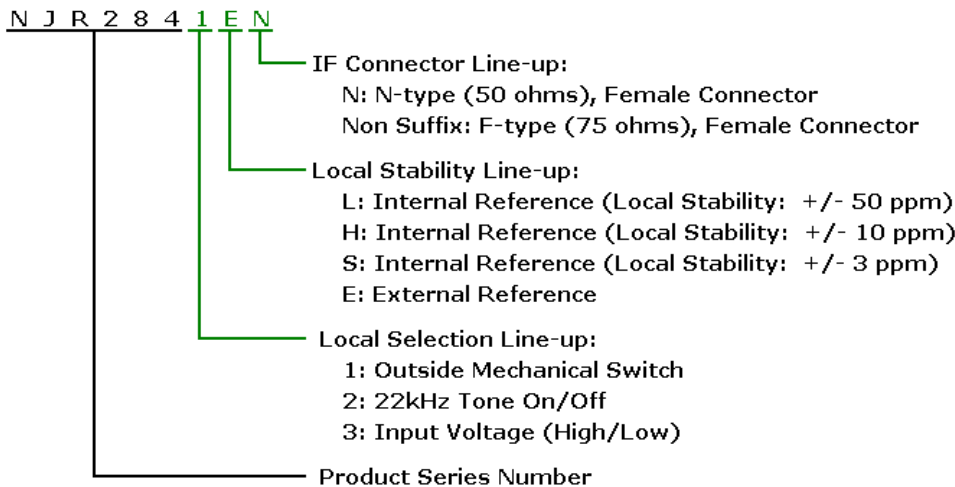 N J R 2 8 4 1 E N
IF Connector Line-up:
N: N-type (50 ohms), Female Connector
Non Suffix: F-type (75 ohms), Female Connector
Local Stability Line-up:
L: Internal Reference (Local Stability: +/- 50 ppm)
H: Internal Reference (Local Stability: +/- 10 ppm)
S: Internal Reference (Local Stability: +/- 3 ppm)
E: External Reference
Local Selection Line-up:
1: Outside Mechanical Switch
2: 22kHz Tone On/Off
3: Input Voltage (High/Low)
Product Series Number